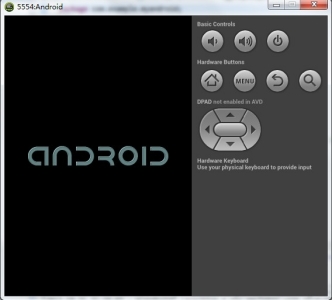 5554:Android
Basic Controls
Hardware Buttons
MENU
DPAD not enabled in AVD
ANDROID
Hardware Keyboard
Use your physical keyboard to provide input